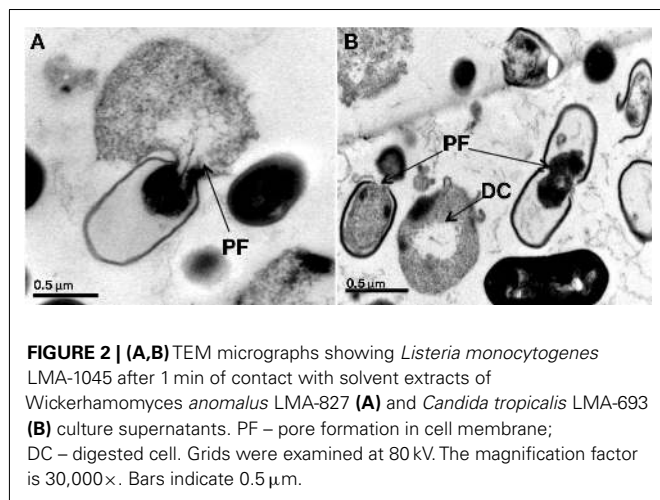 A
B
PF
DC
PF
0.5 μm
0.5 μm
FIGURE 2 | (A,B) TEM micrographs showing Listeria monocytogenes
LMA-1045 after 1 min of contact with solvent extracts of
Wickerhamomyces anomalus LMA-827 (A) and Candida tropicalis LMA-693
(B) culture supernatants. PF – pore formation in cell membrane;
DC – digested cell. Grids were examined at 80 kV. The magnification factor
is 30,000×. Bars indicate 0.5 μm.